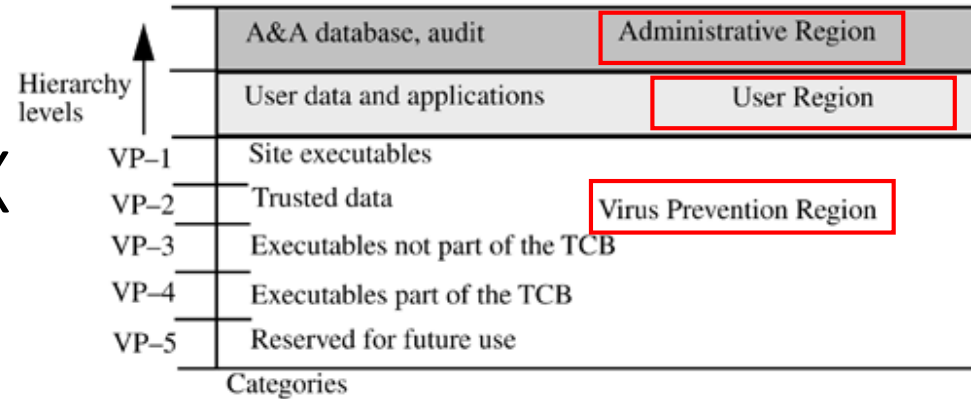 A&A database, audit Administrative Region
Hierarchy levels
User data and applications User Region
VP–1 Site executables
VP–2 Trusted data Virus Prevention Region
VP–3 Executables not part of the TCB
VP–4 Executables part of the TCB
VP–5 Reserved for future use
Categories